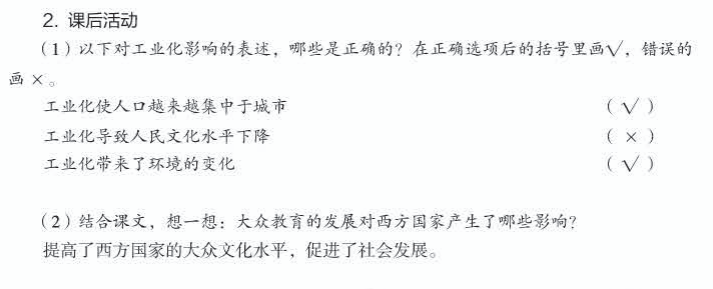 2. 课后活动
（1）以下对工业化影响的表述，哪些是正确的？在正确选项后的括号里画√，错误的
画 ×。
工业化使人口越来越集中于城市 （ √ ）
工业化导致人民文化水平下降 （ × ）
工业化带来了环境的变化 （ √ ）
（2）结合课文，想一想：大众教育的发展对西方国家产生了哪些影响？
提高了西方国家的大众文化水平，促进了社会发展。